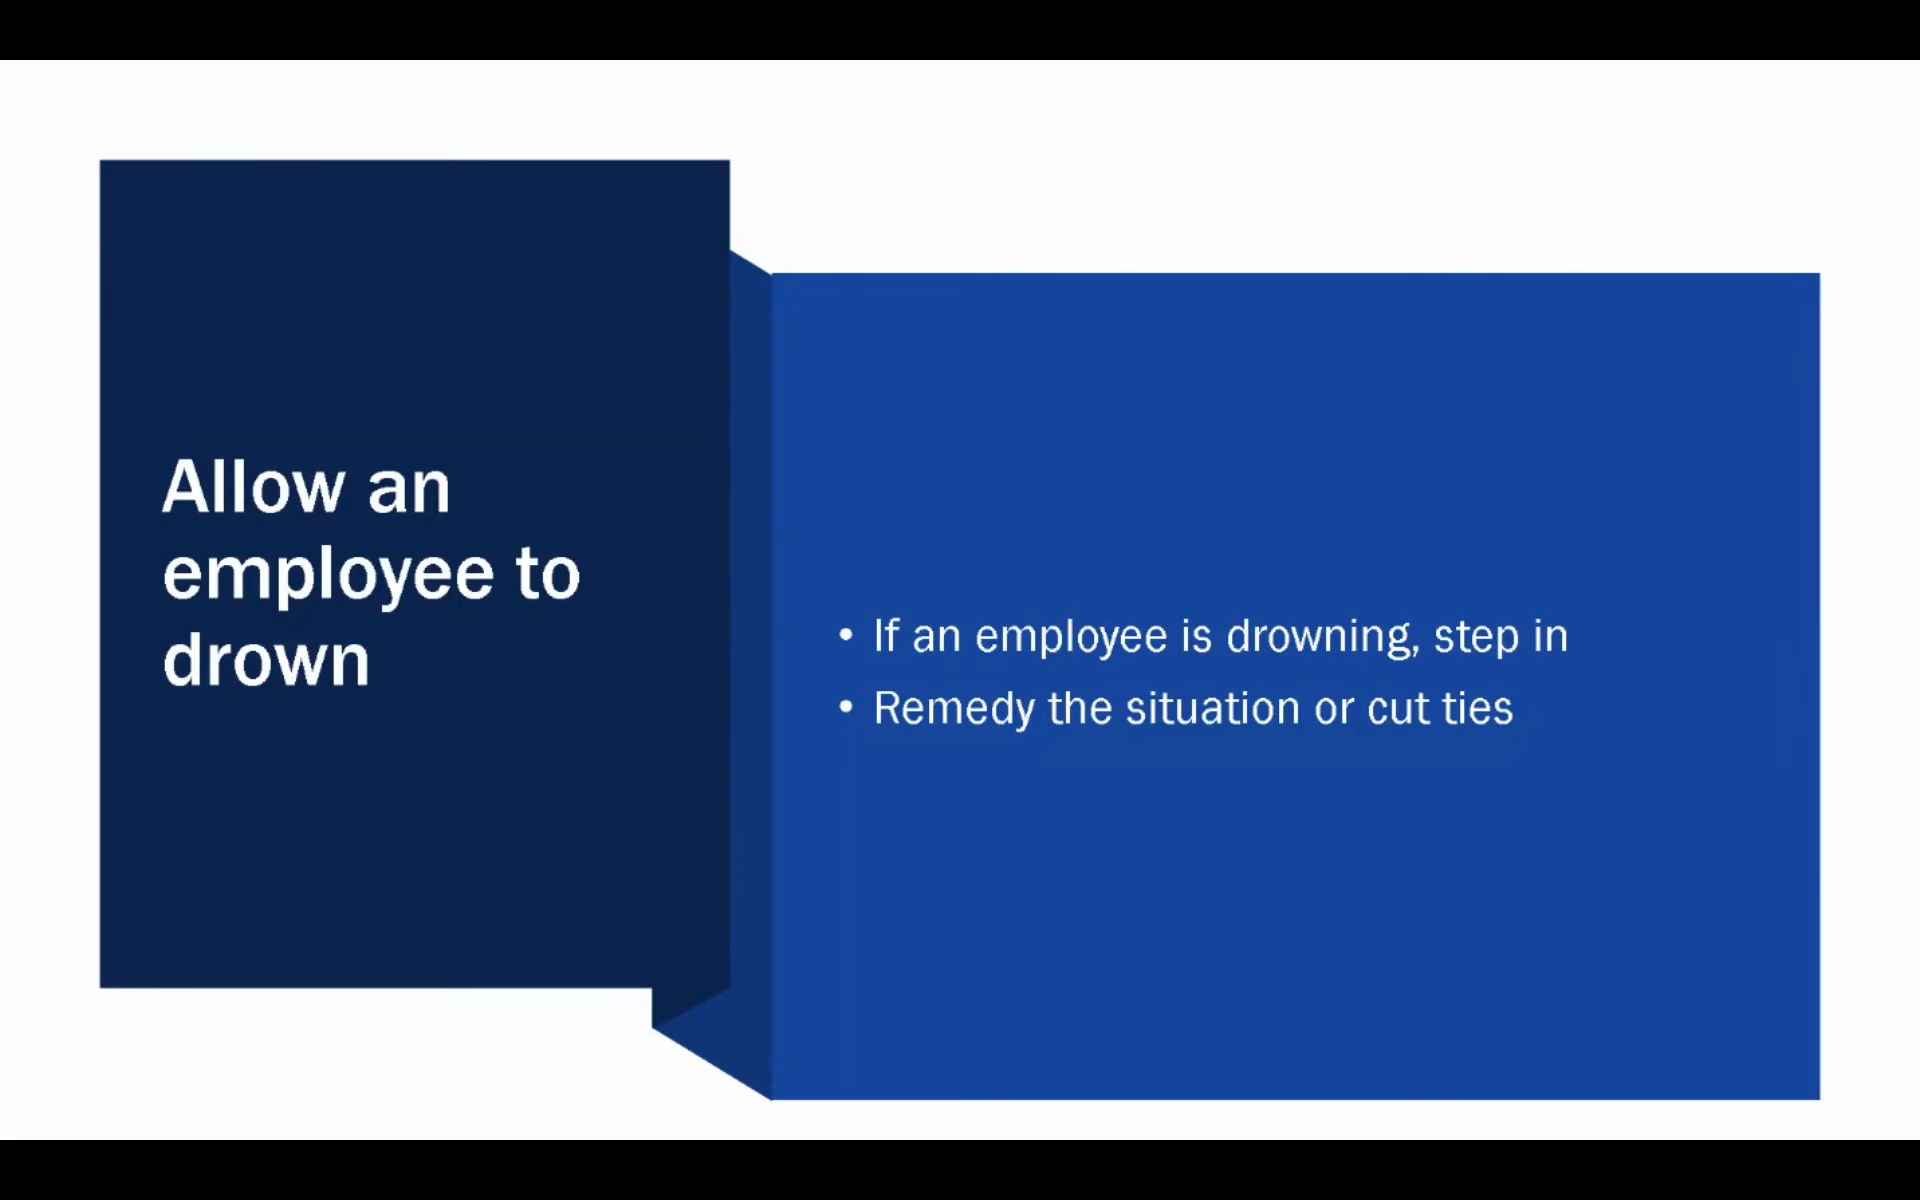 Allow an
employee to
drown
• If an employee is drowning, step in
• Remedy the situation or cut ties